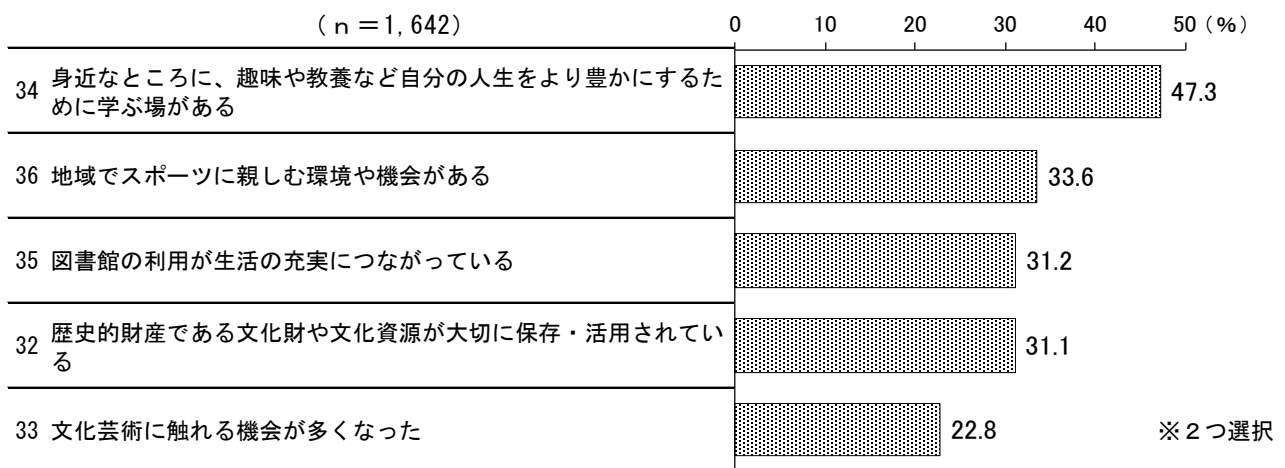 （ｎ＝1,642）
0 10 20 30 40 50（％）
34 身近なところに、趣味や教養など自分の人生をより豊かにするた
めに学ぶ場がある
47.3
36 地域でスポーツに親しむ環境や機会がある
33.6
35 図書館の利用が生活の充実につながっている
31.2
32 歴史的財産である文化財や文化資源が大切に保存・活用されてい
る
31.1
33 文化芸術に触れる機会が多くなった
22.8
※２つ選択